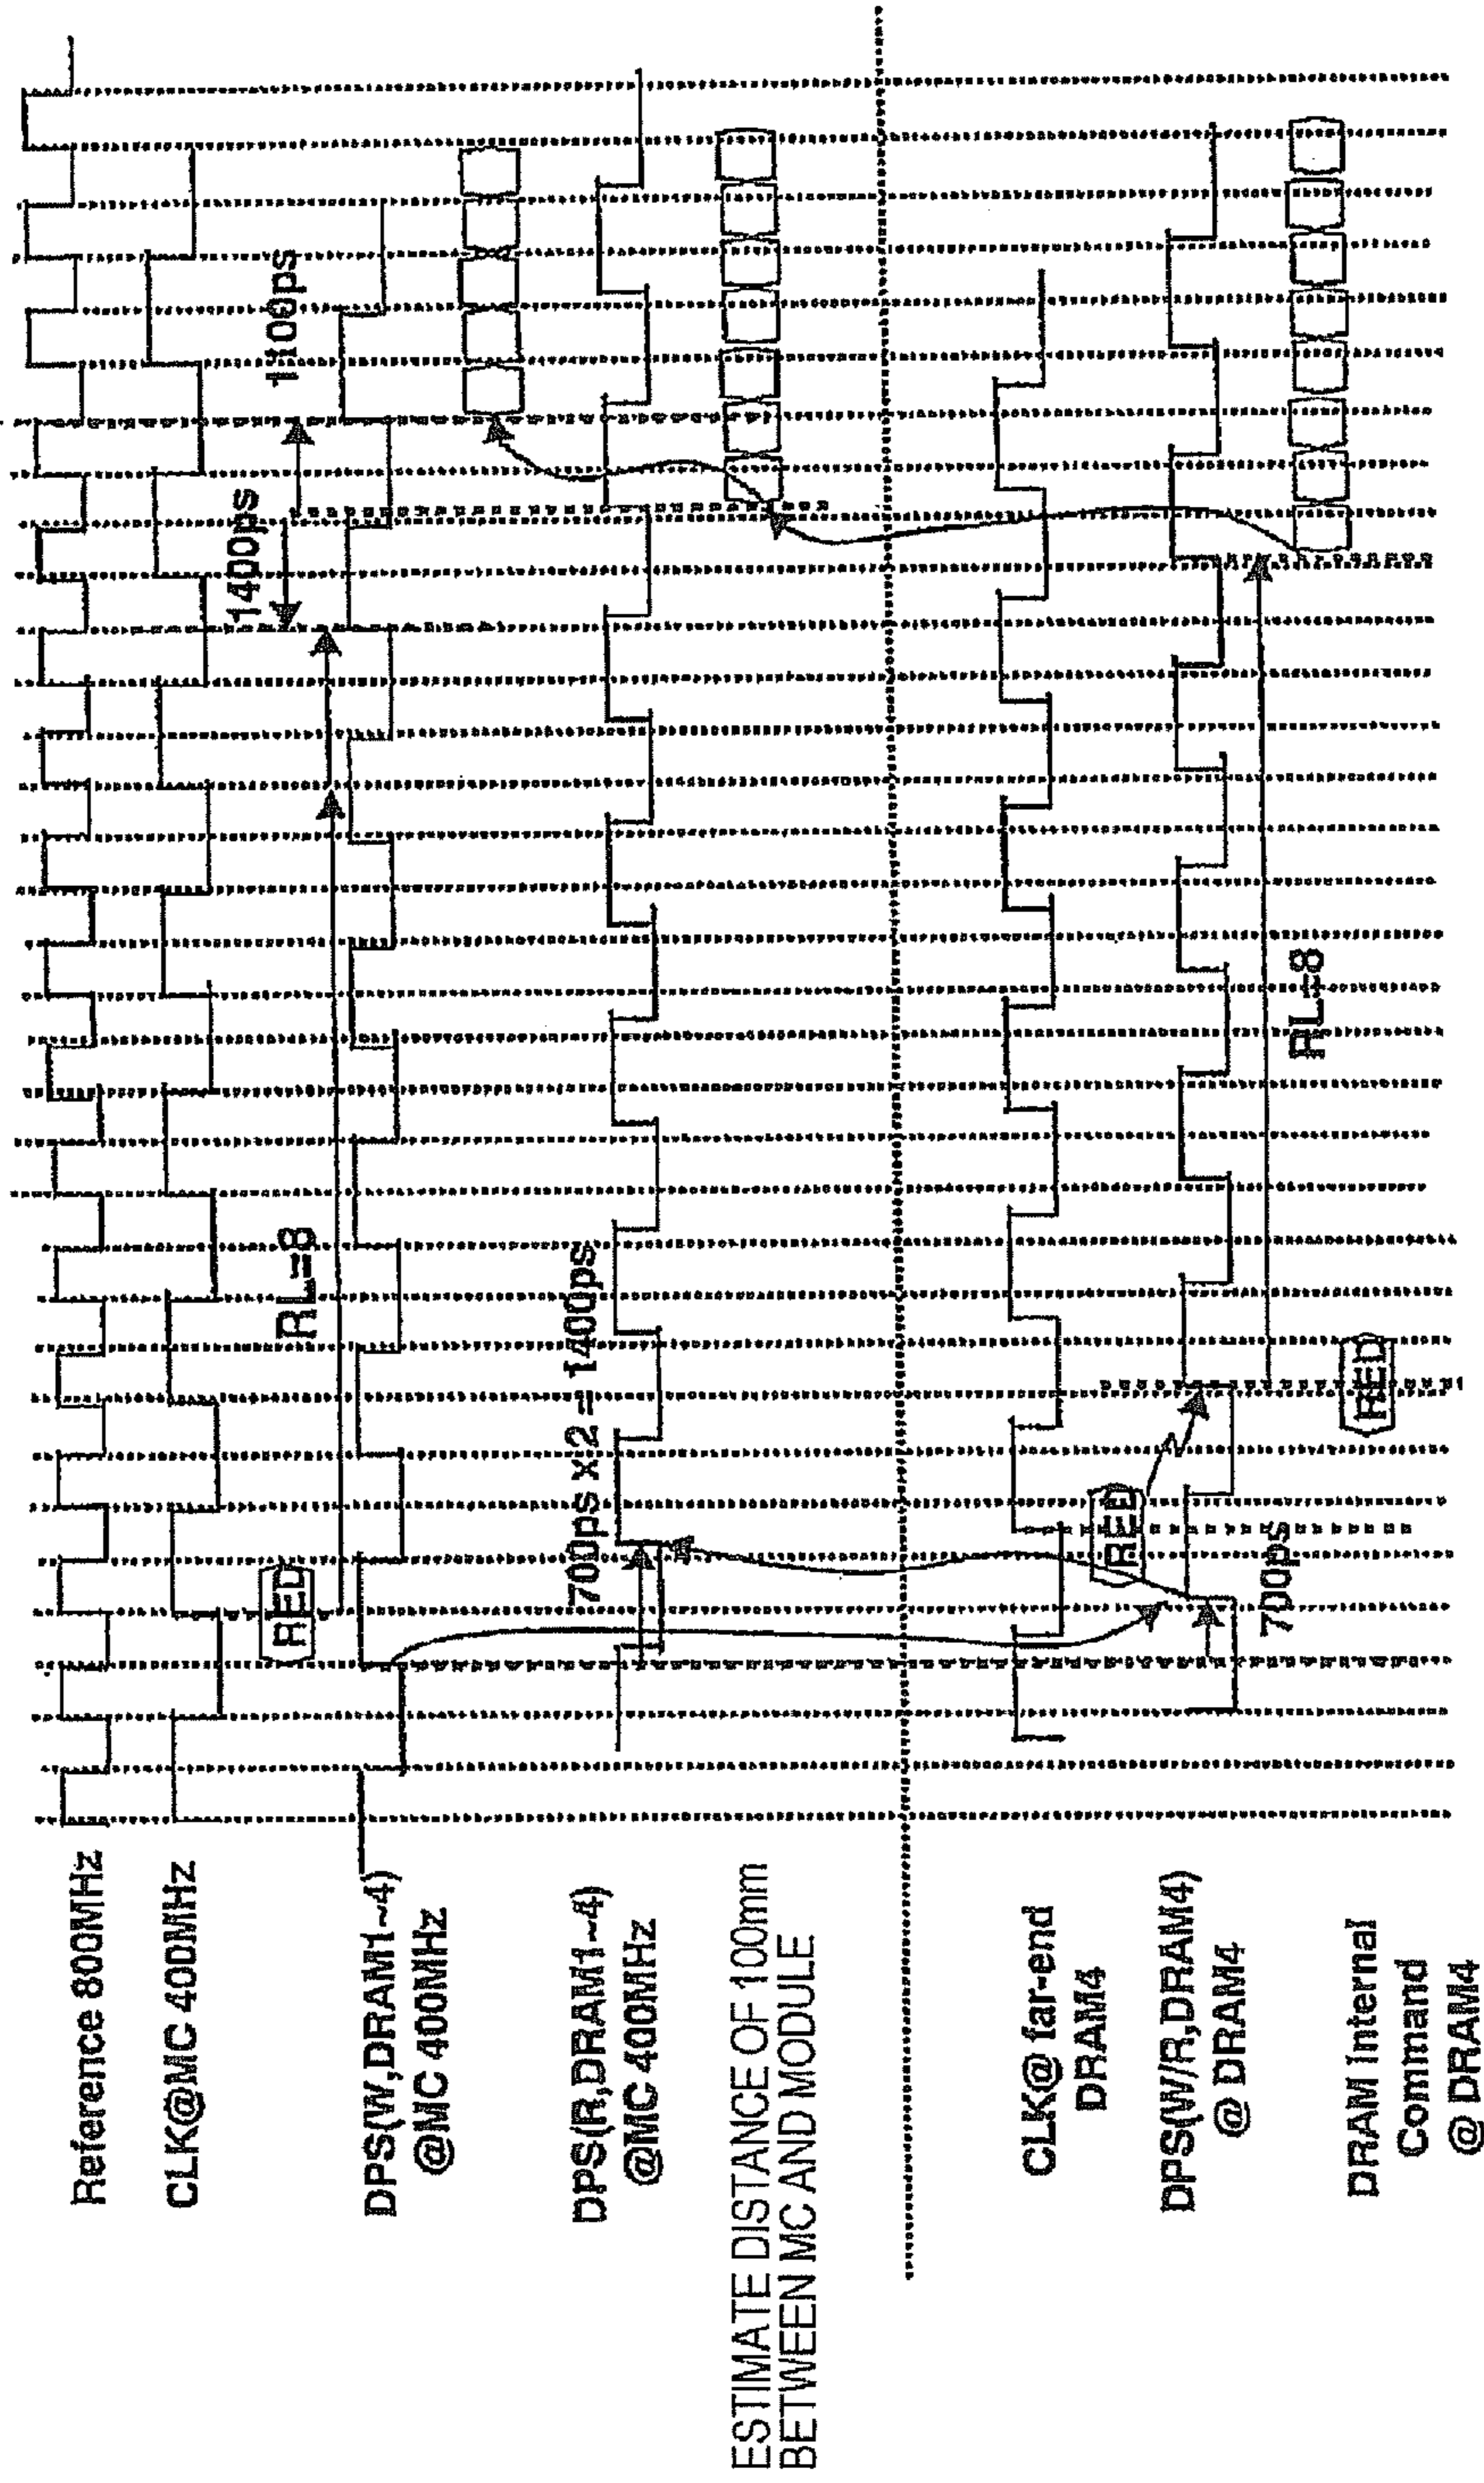 Reference 800MHz
CLK@MC 400MHz
RED
RL=8
1400ps
1100ps
DPS(W,DRAM1~4)
@MC 400MHz
DPS(R,DRAM1~4)
@MC 400MHz
700ps x2 = 1400ps
ESTIMATE DISTANCE OF 100mm
BETWEEN MC AND MODULE
CLK@ far-end
DRAM4
RED
DPS(W/R,DRAM4)
@ DRAM4
700ps
RL=8
DRAM Internal
Command
@ DRAM4
RED